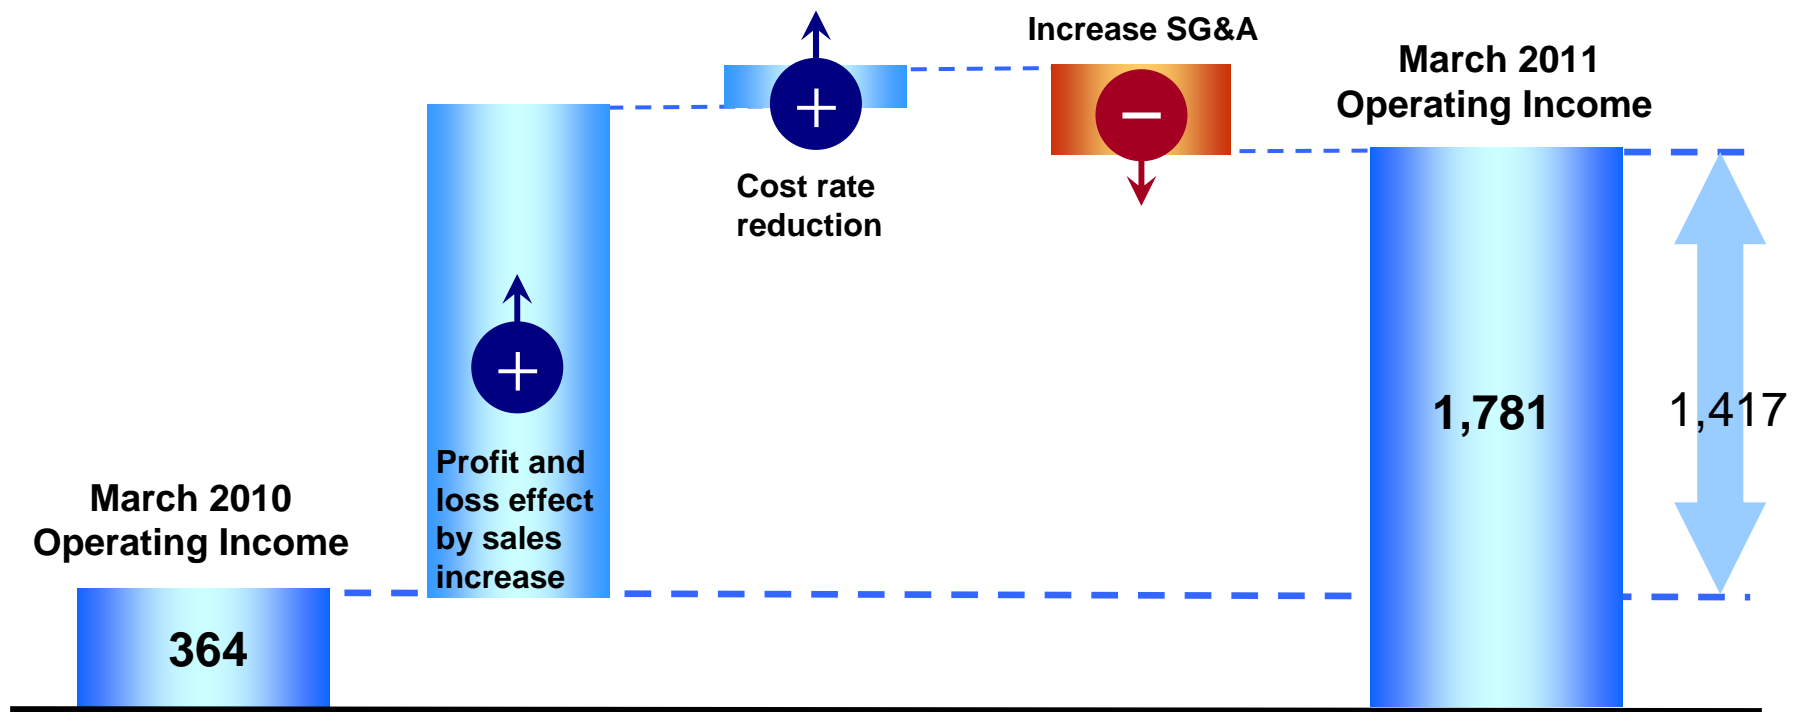 Increase SG&A
March 2011
Operating Income
Cost rate
reduction
1,781
1,417
Profit and
loss effect
by sales
increase
March 2010
Operating Income
364